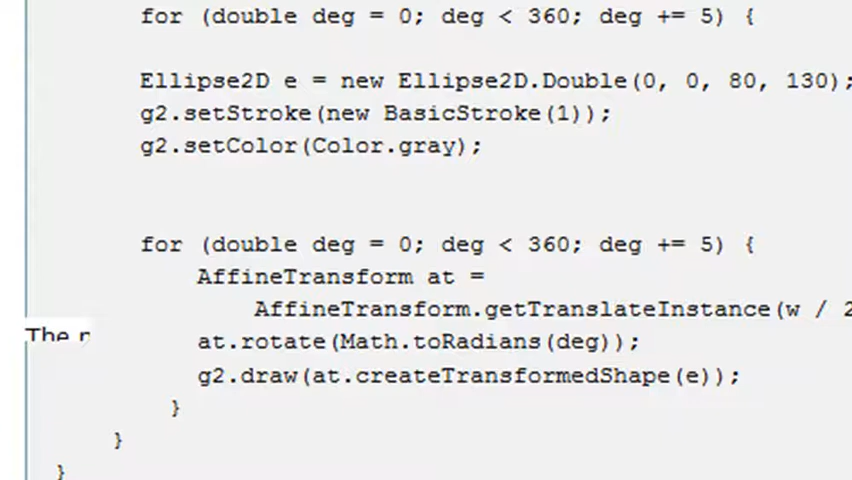 for (double deg = 0; deg < 360; deg += 5) {
Ellipse2D e = new Ellipse2D.Double(0, 0, 80, 130);
g2.setStroke(new BasicStroke(1));
g2.setColor(Color.gray);
for (double deg = 0; deg < 360; deg += 5) {
AffineTransform at =
AffineTransform.getTranslateInstance(w / 2
The
at.rotate(Math.toRadians(deg));
g2.draw(at.createTransformedShape(e));
}
}
}